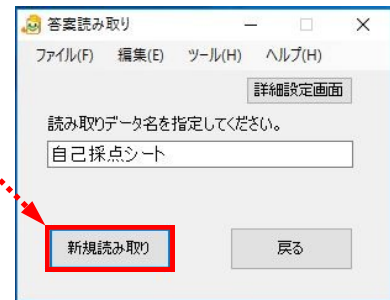 答案読み取り
ファイル(F) 編集(E) ツール(H) ヘルプ(H)
詳細設定画面
読み取りデータ名を指定してください。
自己採点シート
新規読み取り 戻る